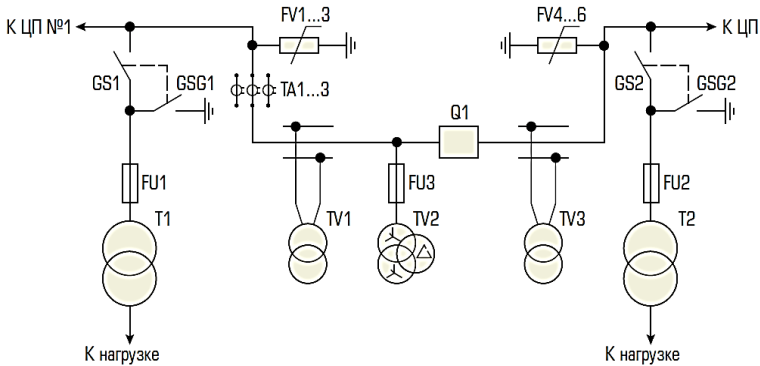 К ЦП №1
FV1...3
FV4...6
К ЦП
GS1
GSG1
TA1...3
Q1
GS2
GSG2
FU1
FU3
FU2
T1
TV1
TV2
TV3
T2
К нагрузке
К нагрузке